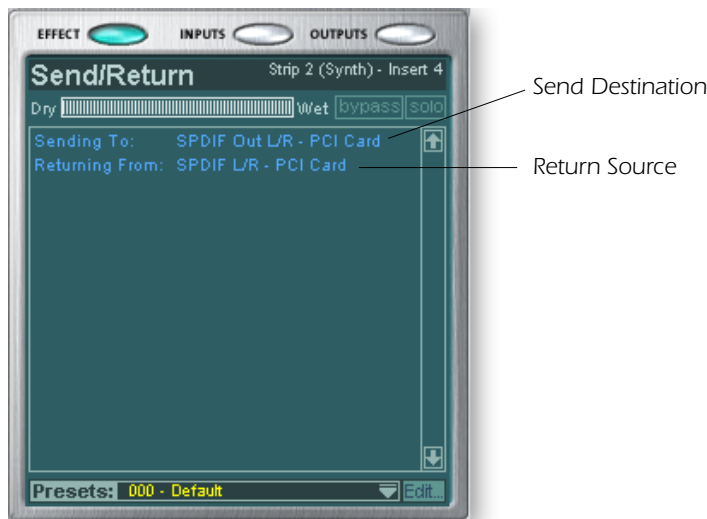 EFFECT INPUTS OUTPUTS
Send/Return Strip 2 (Synth) - Insert 4
Dry Wet bypass solo
Sending To: SPDIF Out L/R - PCI Card
Returning From: SPDIF L/R - PCI Card
Send Destination
Return Source
Presets: 000 - Default Edit...